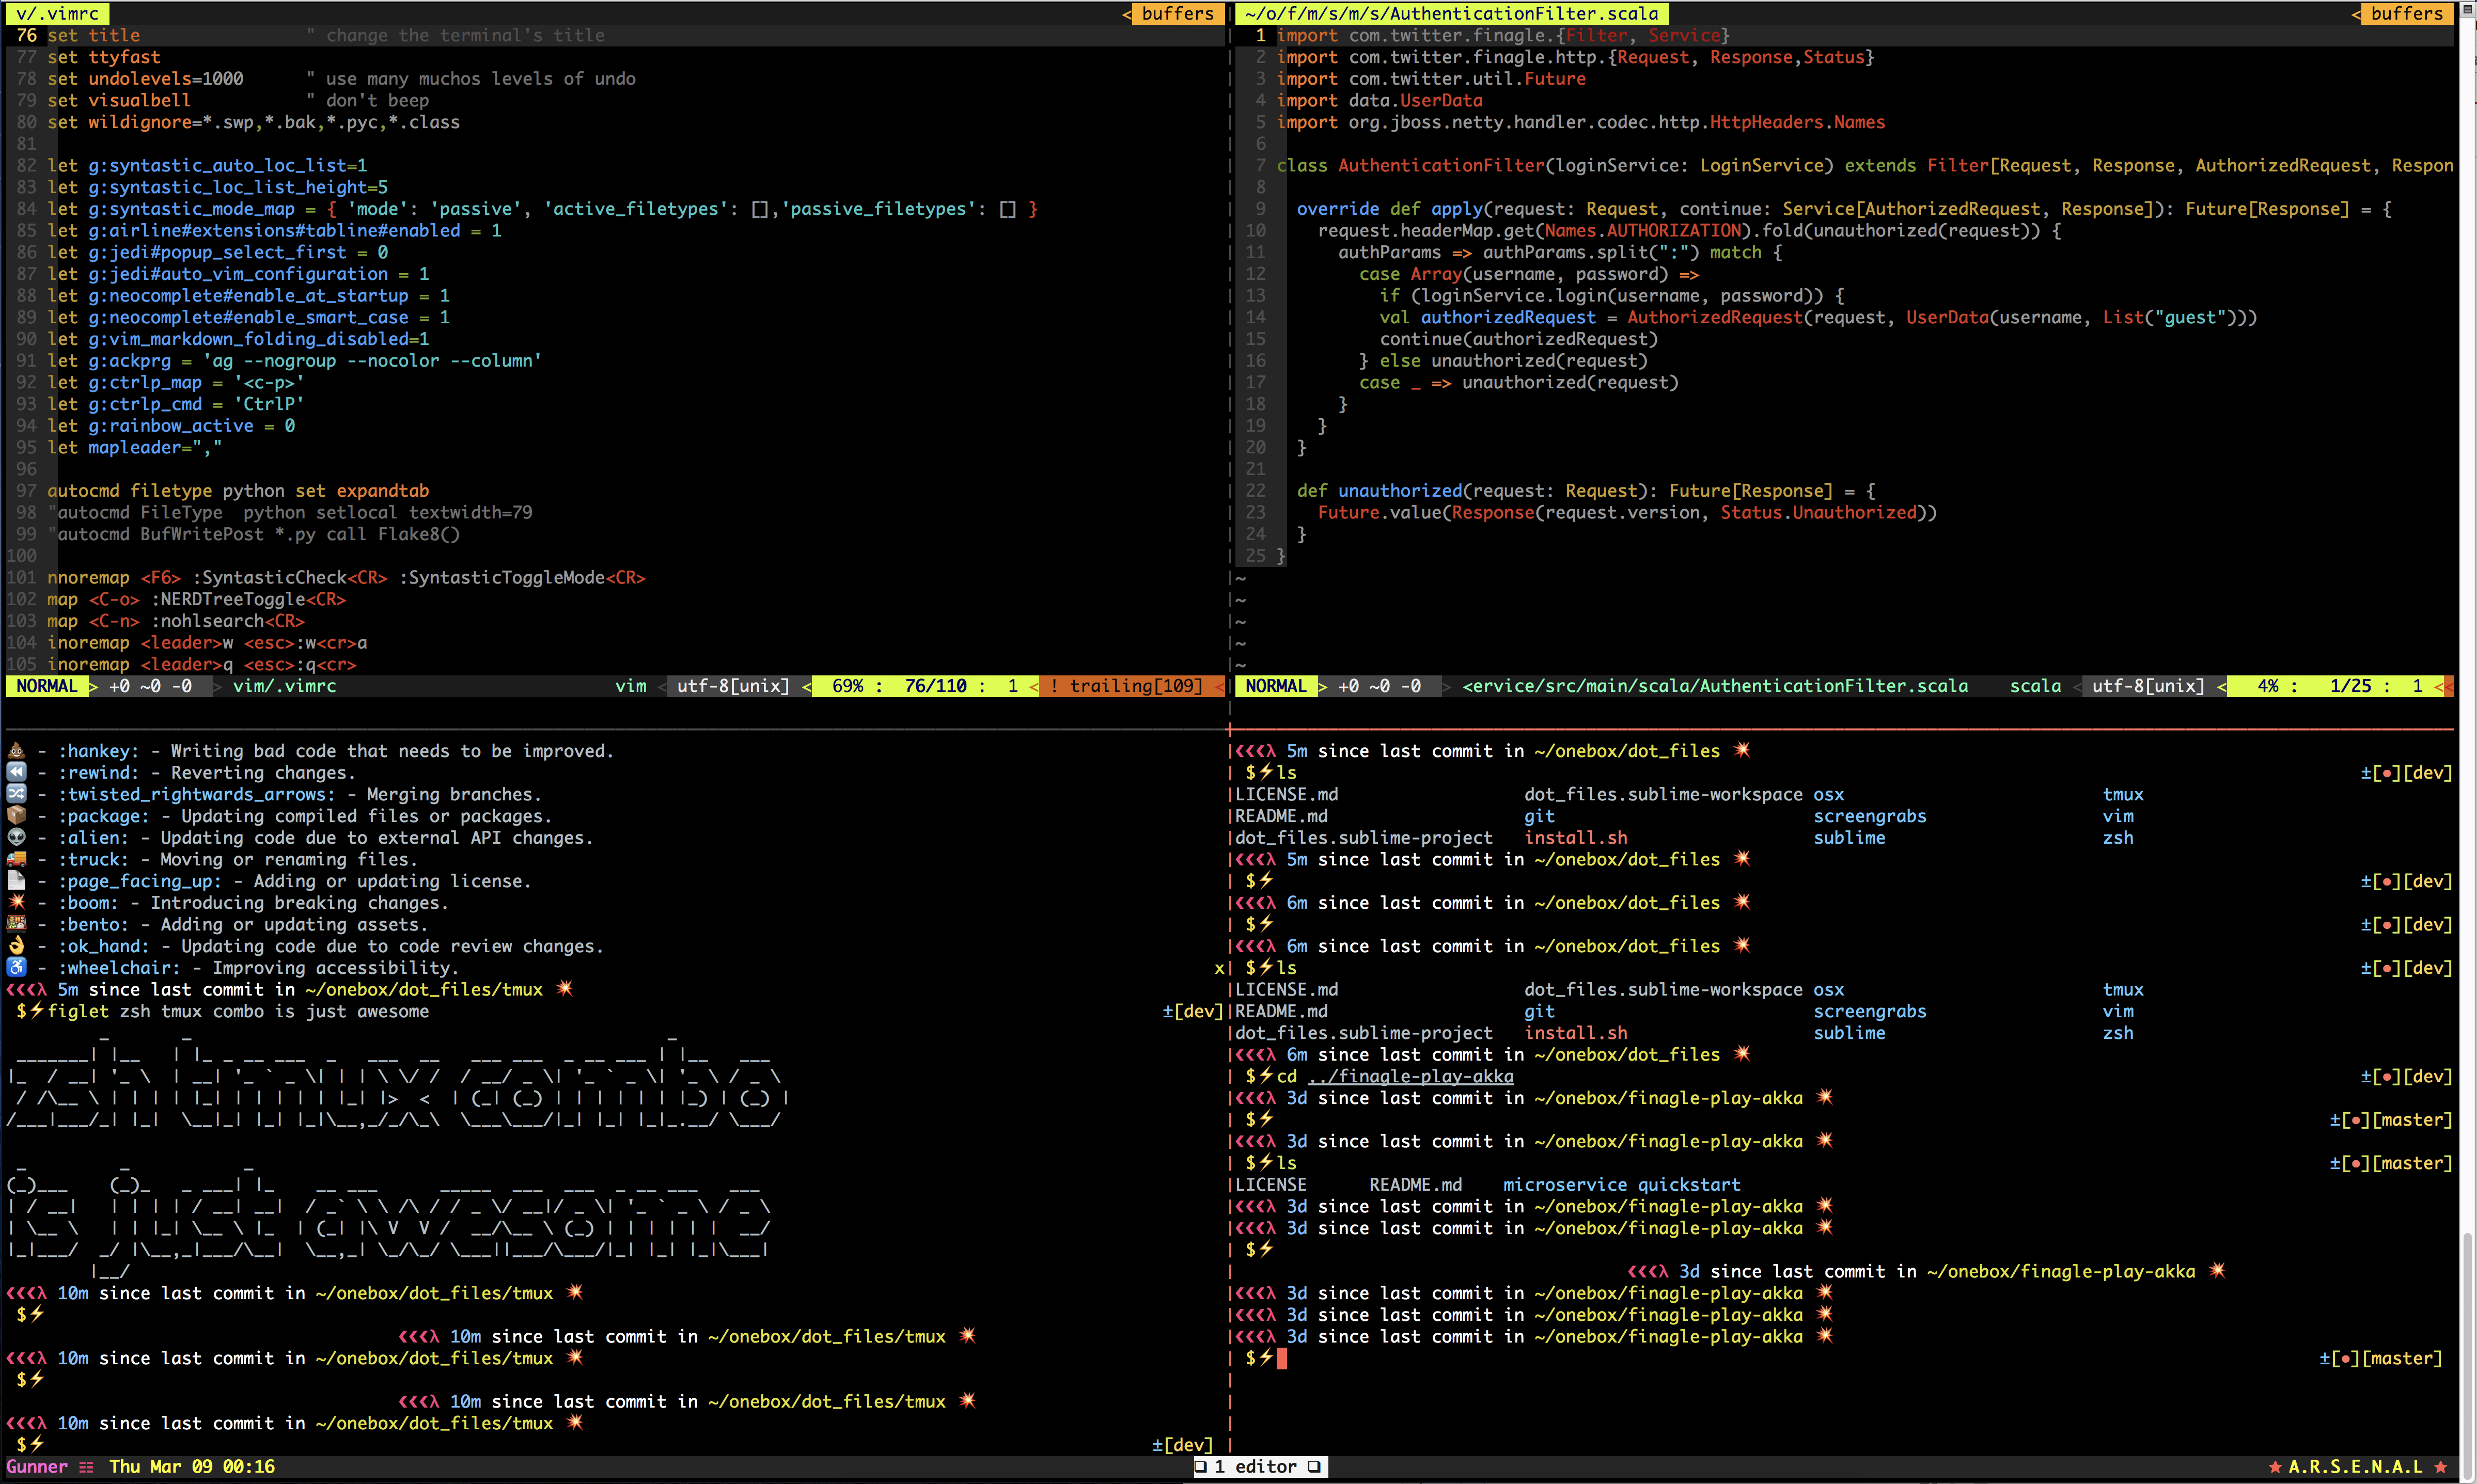 v/.vimrc < buffers
76 set title " change the terminal's title
77 set ttyfast
78 set undolevels=1000 " use many muchos levels of undo
79 set visualbell " don't beep
80 set wildignore=*.swp,*.bak,*.pyc,*.class
81
82 let g:syntastic_auto_loc_list=1
83 let g:syntastic_loc_list_height=5
84 let g:syntastic_mode_map = { 'mode': 'passive', 'active_filetypes': [],'passive_filetypes': [] }
85 let g:airline#extensions#tabline#enabled = 1
86 let g:jedi#popup_select_first = 0
87 let g:jedi#auto_vim_configuration = 1
88 let g:neocomplete#enable_at_startup = 1
89 let g:neocomplete#enable_smart_case = 1
90 let g:vim_markdown_folding_disabled=1
91 let g:ackprg = 'ag --nogroup --nocolor --column'
92 let g:ctrlp_map = '<c-p>'
93 let g:ctrlp_cmd = 'CtrlP'
94 let g:rainbow_active = 0
95 let mapleader=","
96
97 autocmd filetype python set expandtab
98 "autocmd FileType  python setlocal textwidth=79
99 "autocmd BufWritePost *.py call Flake8()
100
101 nnoremap <F6> :SyntasticCheck<CR> :SyntasticToggleMode<CR>
102 map <C-o> :NERDTreeToggle<CR>
103 map <C-n> :nohlsearch<CR>
104 inoremap <leader>w <esc>:w<cr>a
105 inoremap <leader>q <esc>:q<cr>
NORMAL > +0 ~0 -0 > vim/.vimrc vim < utf-8[unix] < 69% : 76/110 : 1 < ! trailing[109] <
~/o/f/m/s/m/s/AuthenticationFilter.scala < buffers
1 import com.twitter.finagle.{Filter, Service}
2 import com.twitter.finagle.http.{Request, Response,Status}
3 import com.twitter.util.Future
4 import data.UserData
5 import org.jboss.netty.handler.codec.http.HttpHeaders.Names
6
7 class AuthenticationFilter(loginService: LoginService) extends Filter[Request, Response, AuthorizedRequest, Respon
8
9 override def apply(request: Request, continue: Service[AuthorizedRequest, Response]): Future[Response] = {
10 request.headerMap.get(Names.AUTHORIZATION).fold(unauthorized(request)) {
11 authParams => authParams.split(":") match {
12 case Array(username, password) =>
13 if (loginService.login(username, password)) {
14 val authorizedRequest = AuthorizedRequest(request, UserData(username, List("guest")))
15 continue(authorizedRequest)
16 } else unauthorized(request)
17 case _ => unauthorized(request)
18 }
19 }
20 }
21
22 def unauthorized(request: Request): Future[Response] = {
23 Future.value(Response(request.version, Status.Unauthorized))
24 }
25 }
~
~
~
~
~
NORMAL > +0 ~0 -0 > <ervice/src/main/scala/AuthenticationFilter.scala scala < utf-8[unix] < 4% : 1/25 : 1 <<
💩 - :hankey: - Writing bad code that needs to be improved.
⏪ - :rewind: - Reverting changes.
🔀 - :twisted_rightwards_arrows: - Merging branches.
📦 - :package: - Updating compiled files or packages.
👽 - :alien: - Updating code due to external API changes.
🚚 - :truck: - Moving or renaming files.
📄 - :page_facing_up: - Adding or updating license.
💥 - :boom: - Introducing breaking changes.
🍱 - :bento: - Adding or updating assets.
👌 - :ok_hand: - Updating code due to code review changes.
♿ - :wheelchair: - Improving accessibility.
x
❮❮❮λ 5m since last commit in ~/onebox/dot_files/tmux 💥
$⚡figlet zsh tmux combo is just awesome ±[dev]
zsh tmux combo
is just awesome
❮❮❮λ 10m since last commit in ~/onebox/dot_files/tmux 💥
$⚡
❮❮❮λ 10m since last commit in ~/onebox/dot_files/tmux 💥
❮❮❮λ 10m since last commit in ~/onebox/dot_files/tmux 💥
$⚡
❮❮❮λ 10m since last commit in ~/onebox/dot_files/tmux 💥
❮❮❮λ 10m since last commit in ~/onebox/dot_files/tmux 💥
$⚡ ±[dev]
❮❮❮λ 5m since last commit in ~/onebox/dot_files 💥
$⚡ls ±[●][dev]
LICENSE.md dot_files.sublime-workspace osx tmux
README.md git screengrabs vim
dot_files.sublime-project install.sh sublime zsh
❮❮❮λ 5m since last commit in ~/onebox/dot_files 💥
$⚡ ±[●][dev]
❮❮❮λ 6m since last commit in ~/onebox/dot_files 💥
$⚡ ±[●][dev]
❮❮❮λ 6m since last commit in ~/onebox/dot_files 💥
$⚡ls ±[●][dev]
LICENSE.md dot_files.sublime-workspace osx tmux
README.md git screengrabs vim
dot_files.sublime-project install.sh sublime zsh
❮❮❮λ 6m since last commit in ~/onebox/dot_files 💥
$⚡cd ../finagle-play-akka ±[●][dev]
❮❮❮λ 3d since last commit in ~/onebox/finagle-play-akka 💥
$⚡ ±[●][master]
❮❮❮λ 3d since last commit in ~/onebox/finagle-play-akka 💥
$⚡ls ±[●][master]
LICENSE README.md microservice quickstart
❮❮❮λ 3d since last commit in ~/onebox/finagle-play-akka 💥
❮❮❮λ 3d since last commit in ~/onebox/finagle-play-akka 💥
$⚡
❮❮❮λ 3d since last commit in ~/onebox/finagle-play-akka 💥
❮❮❮λ 3d since last commit in ~/onebox/finagle-play-akka 💥
❮❮❮λ 3d since last commit in ~/onebox/finagle-play-akka 💥
❮❮❮λ 3d since last commit in ~/onebox/finagle-play-akka 💥
$⚡ ±[●][master]
Gunner ☷ Thu Mar 09 00:16 ❏ 1 editor ❏ ★ A.R.S.E.N.A.L ★